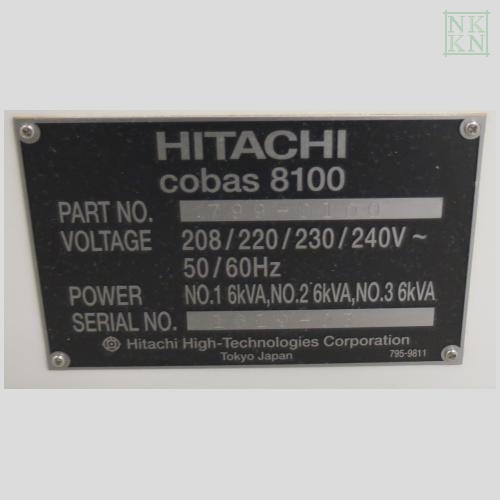 NK
KN
HITACHI
cobas 8100
PART NO.
VOLTAGE 208/220/230/240V ~
50/60Hz
POWER NO.1 6kVA,NO.2 6kVA,NO.3 6kVA
SERIAL NO.
Hitachi High-Technologies Corporation
Tokyo Japan 795-9811